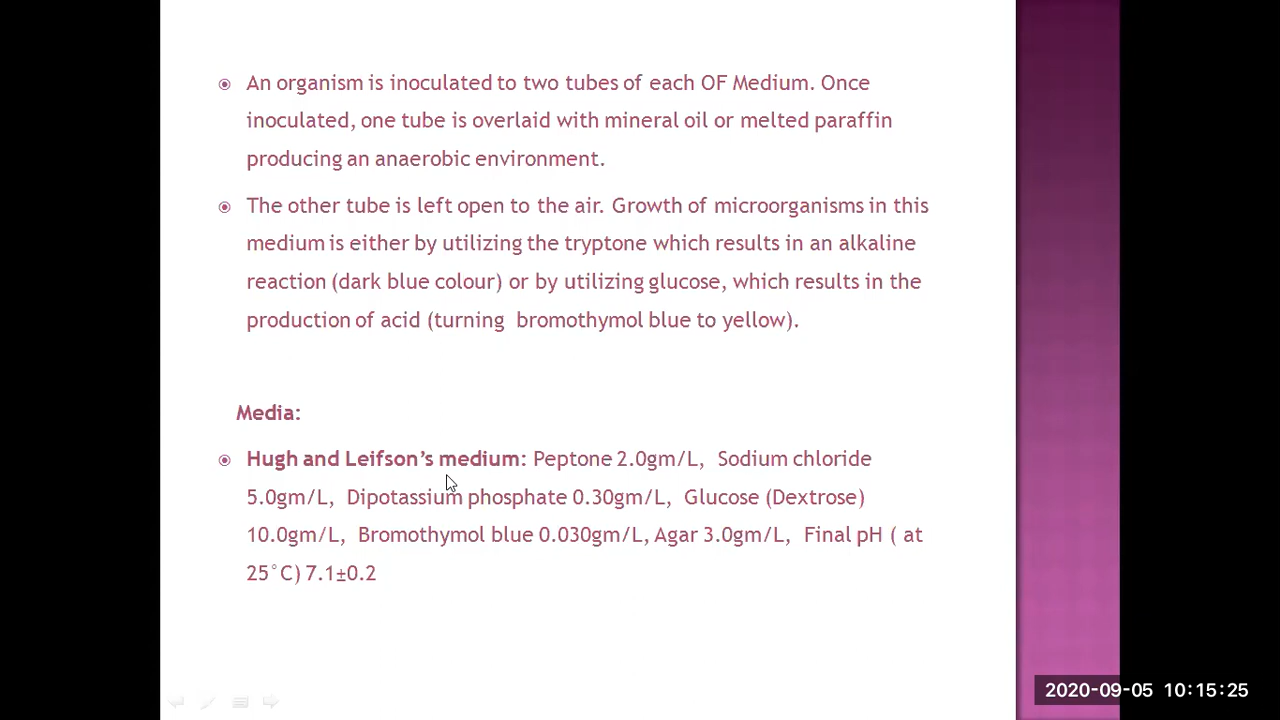 An organism is inoculated to two tubes of each OF Medium. Once
inoculated, one tube is overlaid with mineral oil or melted paraffin
producing an anaerobic environment.
The other tube is left open to the air. Growth of microorganisms in this
medium is either by utilizing the tryptone which results in an alkaline
reaction (dark blue colour) or by utilizing glucose, which results in the
production of acid (turning bromothymol blue to yellow).
Media:
Hugh and Leifson’s medium: Peptone 2.0gm/L, Sodium chloride
5.0gm/L, Dipotassium phosphate 0.30gm/L, Glucose (Dextrose)
10.0gm/L, Bromothymol blue 0.030gm/L, Agar 3.0gm/L, Final pH ( at
25°C) 7.1±0.2
2020-09-05 10:15:25